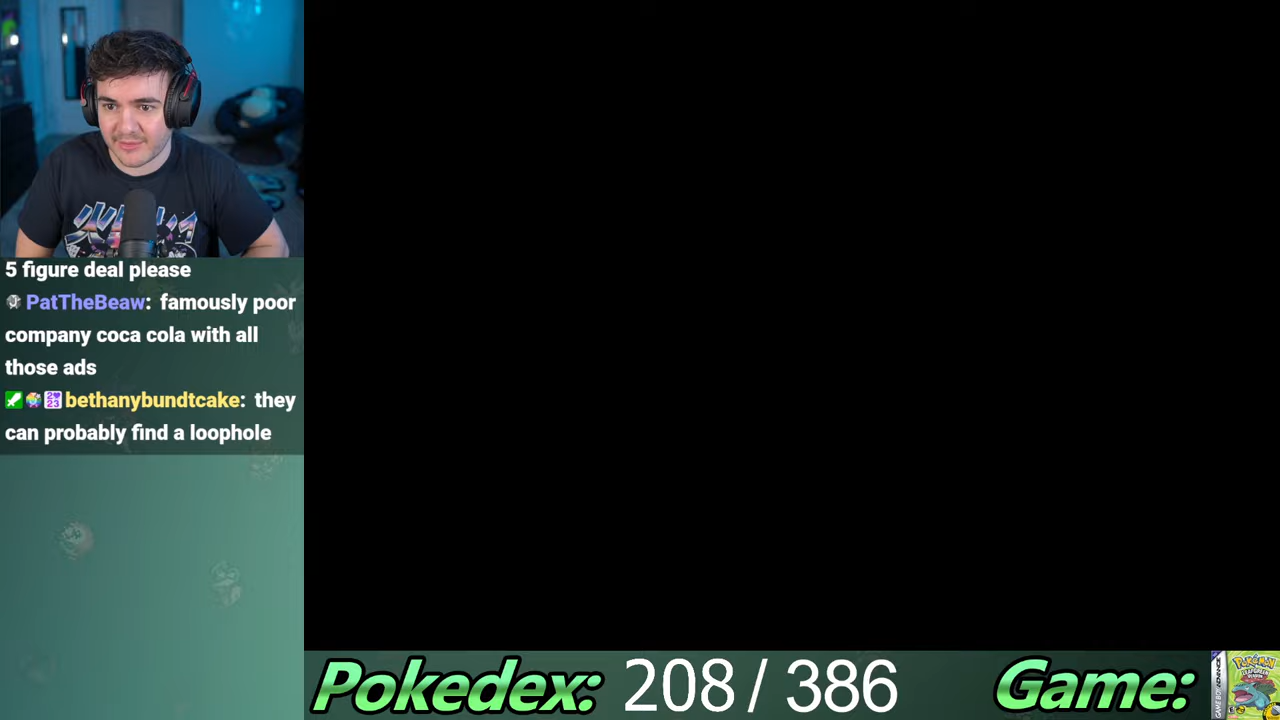 5 figure deal please
PatTheBeaw: famously poor
company coca cola with all
those ads
bethanybundtcake: they
can probably find a loophole
Pokedex: 208 / 386 Game:
POKéMON